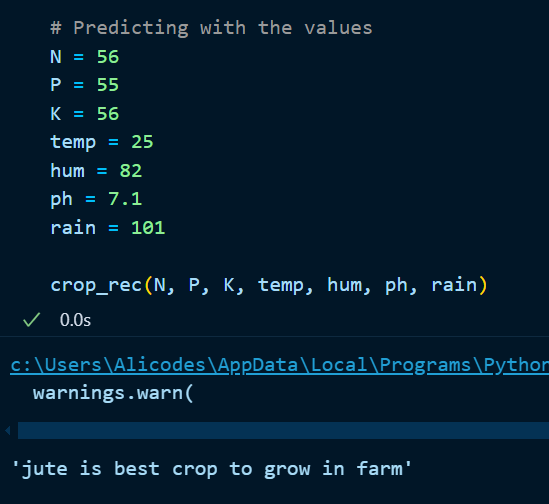 # Predicting with the values
N = 56
P = 55
K = 56
temp = 25
hum = 82
ph = 7.1
rain = 101
crop_rec(N, P, K, temp, hum, ph, rain)
0.0s
c:\Users\Alicodes\AppData\Local\Programs\Python
warnings.warn(
'jute is best crop to grow in farm'